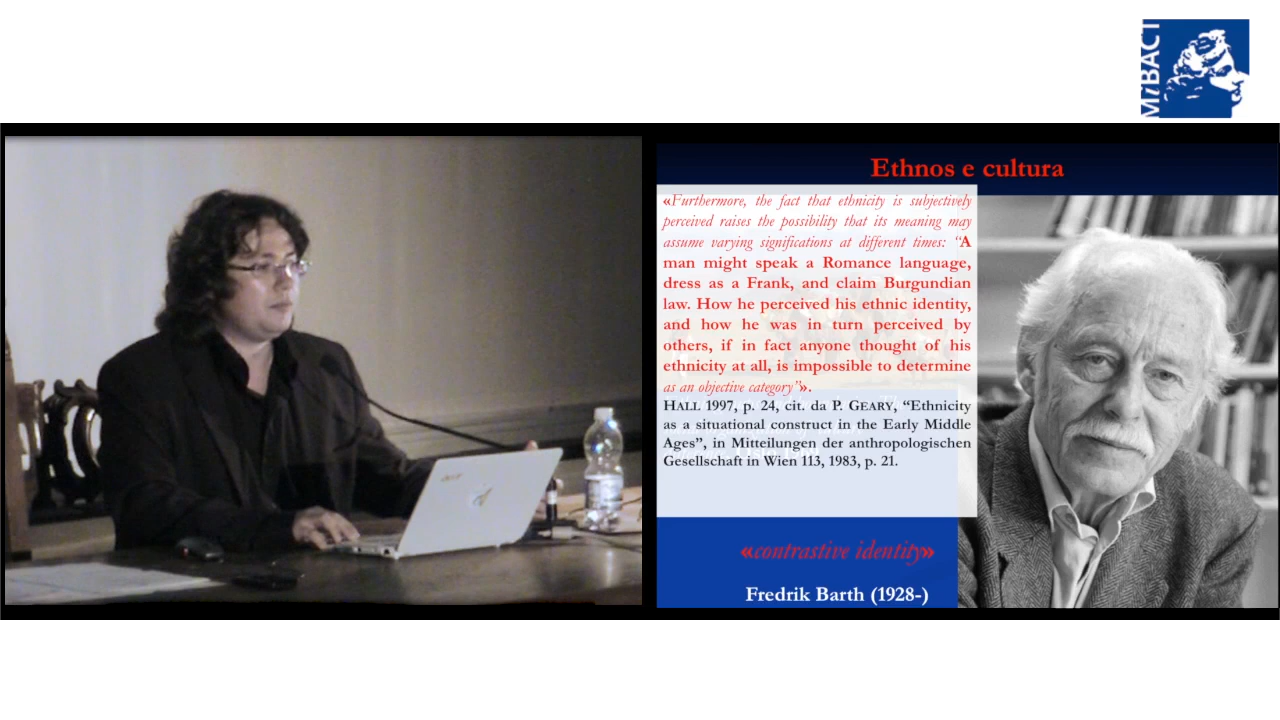 MiBACT
Ethnos e cultura
«Furthermore, the fact that ethnicity is subjectively
perceived raises the possibility that its meaning may
assume varying significations at different times: “A
man might speak a Romance language,
dress as a Frank, and claim Burgundian
law. How he perceived his ethnic identity,
and how he was in turn perceived by
others, if in fact anyone thought of his
ethnicity at all, is impossible to determine
as an objective category”».
HALL 1997, p. 24, cit. da P. GEARY, “Ethnicity
as a situational construct in the Early Middle
Ages”, in Mitteilungen der anthropologischen
Gesellschaft in Wien 113, 1983, p. 21.
«contrastive identity»
Fredrik Barth (1928-)
acer